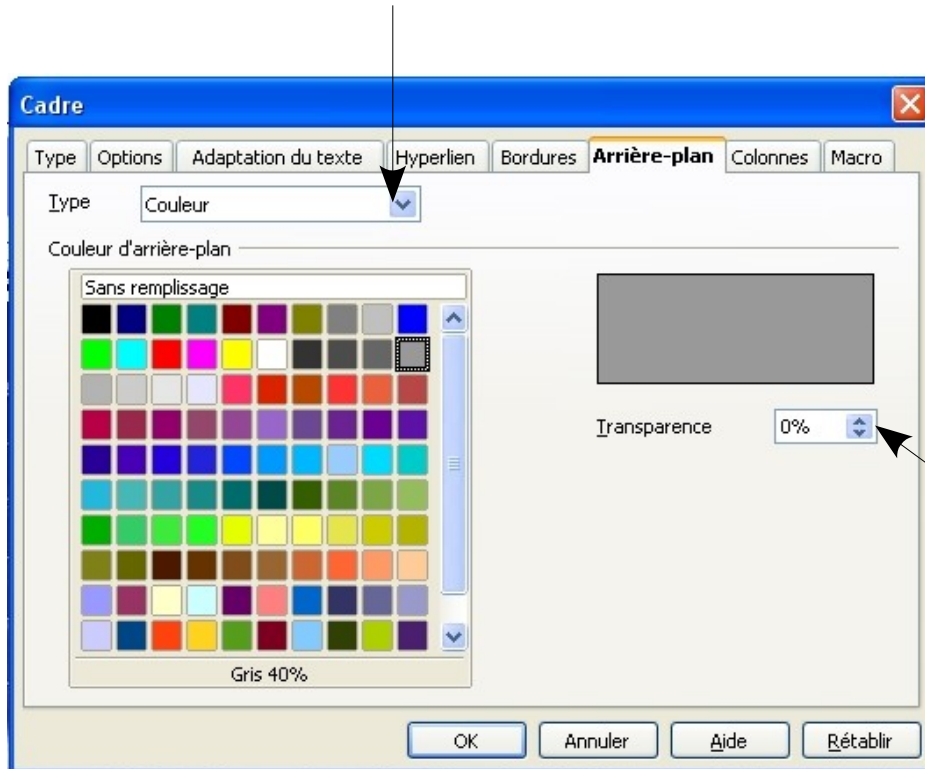 Cadre
Type Options Adaptation du texte Hyperlien Bordures Arrière-plan Colonnes Macro
Type Couleur
Couleur d'arrière-plan
Sans remplissage
Transparence 0%
Gris 40%
OK Annuler Aide Rétablir